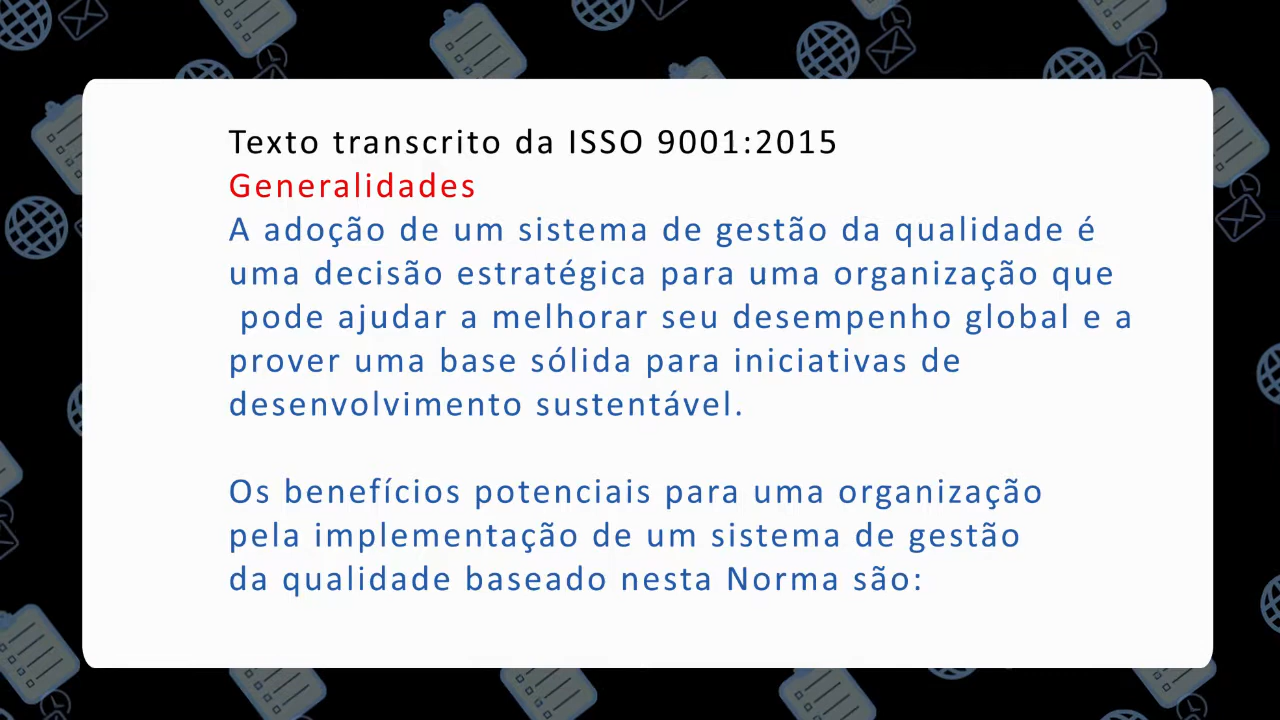 Texto transcrito da ISSO 9001:2015
Generalidades
A adoção de um sistema de gestão da qualidade é
uma decisão estratégica para uma organização que
pode ajudar a melhorar seu desempenho global e a
prover uma base sólida para iniciativas de
desenvolvimento sustentável.
Os benefícios potenciais para uma organização
pela implementação de um sistema de gestão
da qualidade baseado nesta Norma são: